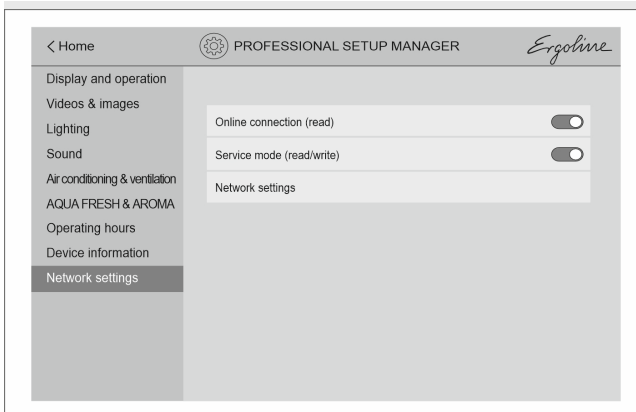 < Home
PROFESSIONAL SETUP MANAGER
Ergoline
Display and operation
Videos & images
Lighting
Sound
Air conditioning & ventilation
AQUA FRESH & AROMA
Operating hours
Device information
Network settings
Online connection (read)
Service mode (read/write)
Network settings